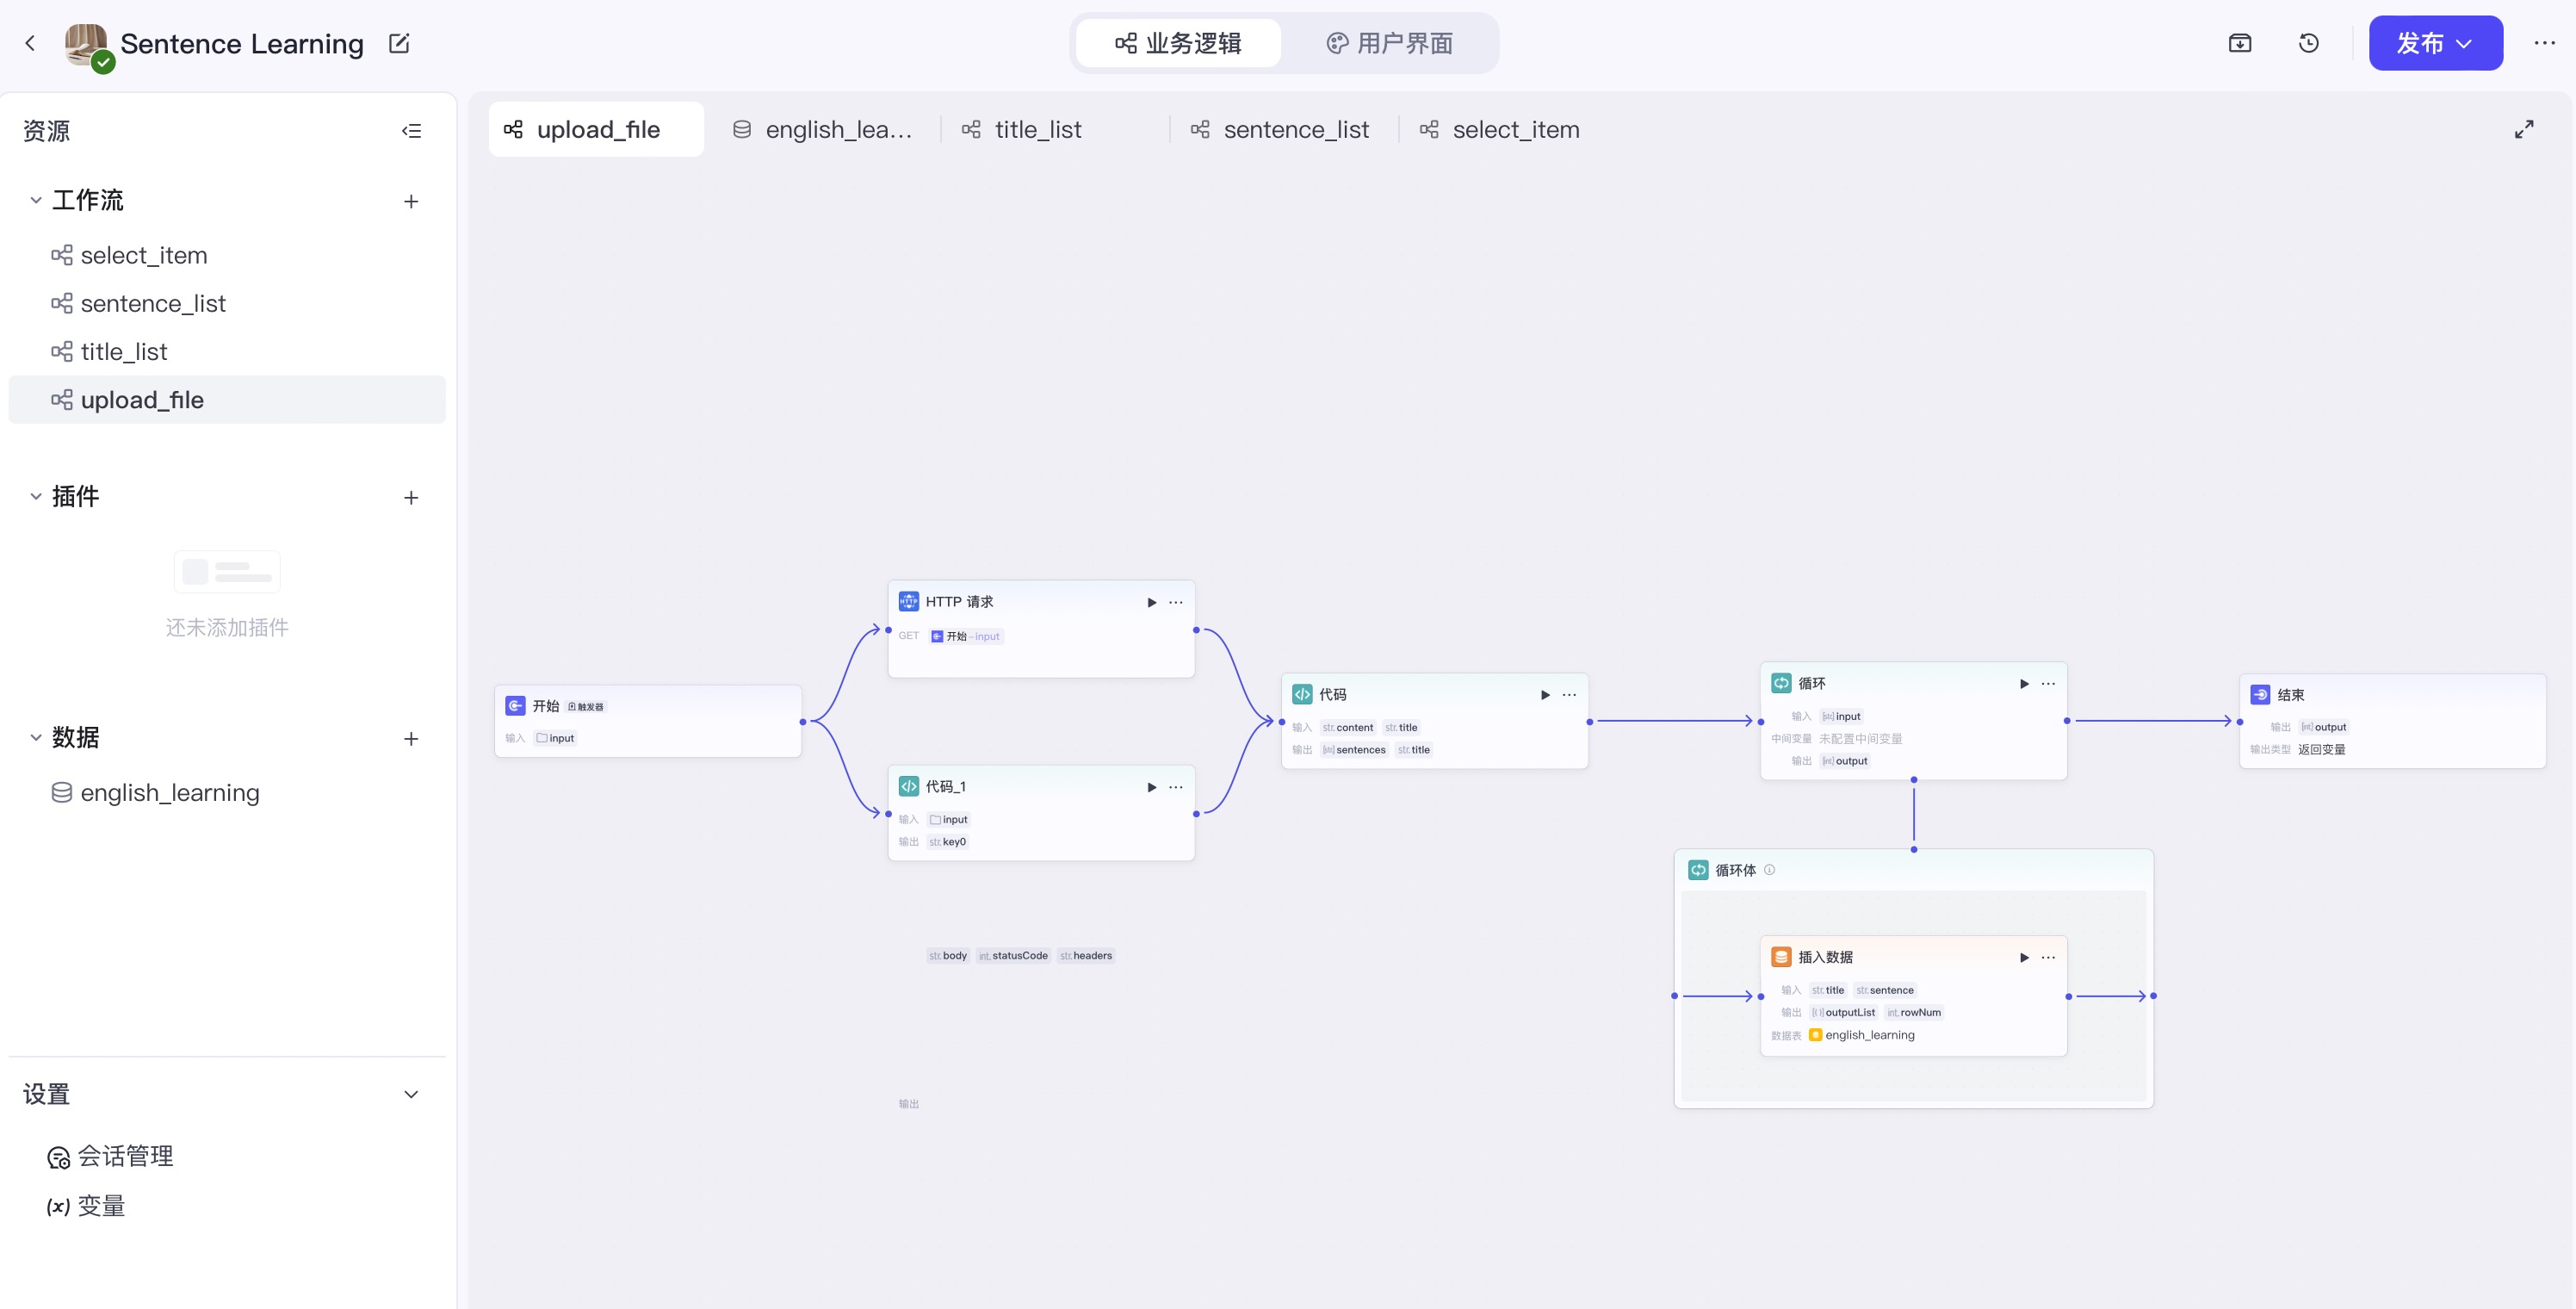 Sentence Learning
业务逻辑
用户界面
发布
资源
工作流
select_item
sentence_list
title_list
upload_file
插件
还未添加插件
数据
english_learning
设置
会话管理
(x) 变量
upload_file
english_lea...
title_list
sentence_list
select_item
开始 触发器
输入 input
HTTP 请求
GET 开始 - input
代码_1
输入 input
输出 str. key0
str. body int. statusCode str. headers
输出
代码
输入 str. content str. title
输出 [str] sentences str. title
循环
输入 [str] input
中间变量 未配置中间变量
输出 [int] output
循环体
插入数据
输入 str. title str. sentence
输出 [{}] outputList int. rowNum
数据表 english_learning
结束
输出 [int] output
输出类型 返回变量